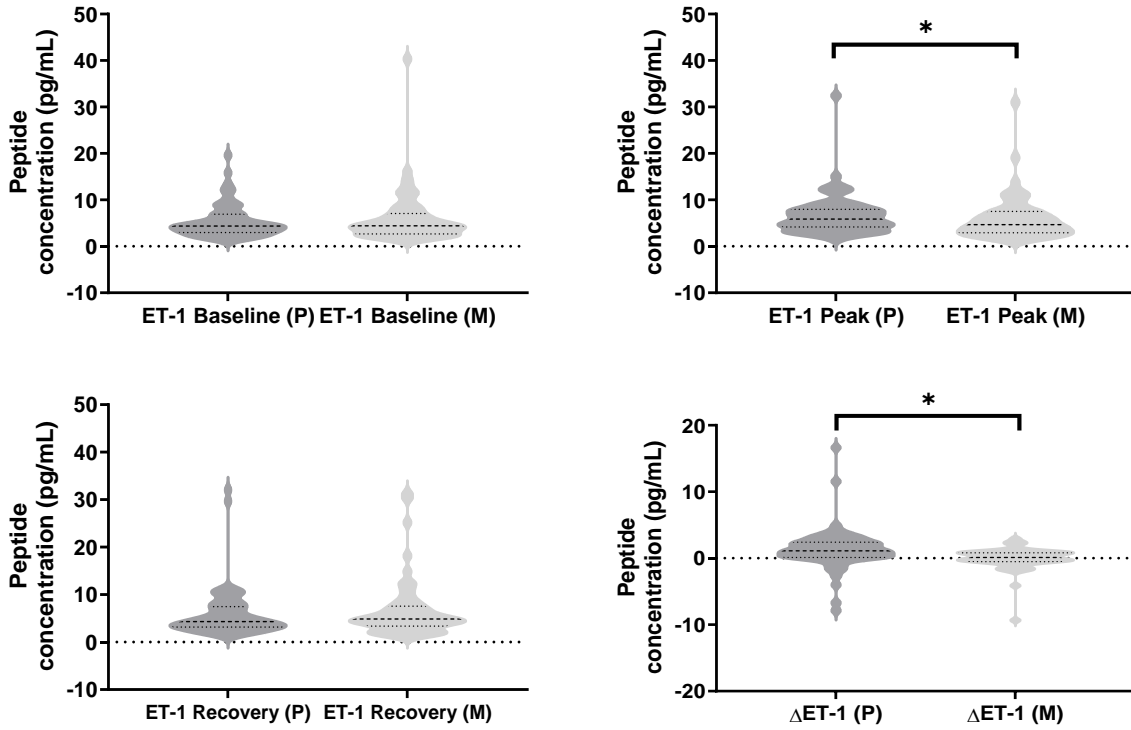 50
40
30
20
10
0
-10
Peptide
concentration (pg/mL)
ET-1 Baseline (P) ET-1 Baseline (M)
50
40
30
20
10
0
-10
Peptide
concentration (pg/mL)
*
ET-1 Peak (P) ET-1 Peak (M)
50
40
30
20
10
0
-10
Peptide
concentration (pg/mL)
ET-1 Recovery (P) ET-1 Recovery (M)
20
10
0
-10
-20
Peptide
concentration (pg/mL)
*
ΔET-1 (P) ΔET-1 (M)